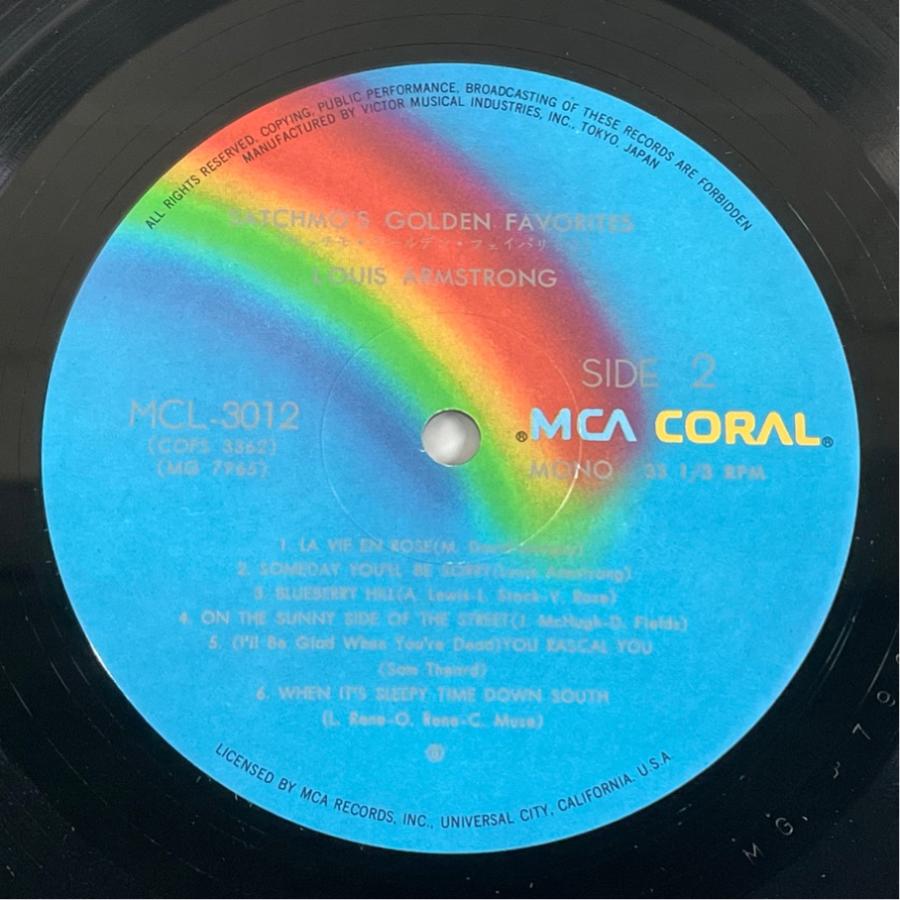 ALL RIGHTS RESERVED. COPYING, PUBLIC PERFORMANCE, BROADCASTING OF THESE RECORDS ARE FORBIDDEN
MANUFACTURED BY VICTOR MUSICAL INDUSTRIES, INC., TOKYO, JAPAN
SATCHMO'S GOLDEN FAVORITES
LOUIS ARMSTRONG
SIDE 2
MCL-3012
®MCA CORAL®
(COPS 3362)
(MG 7965)
MONO 33 1/3 RPM
1. LA VIE EN ROSE(M.
2. SOMEDAY YOU'LL BE SORRY(Louis Armstrong)
3. BLUEBERRY HILL(A. Lewis-L. Stock-V. Rose)
4. ON THE SUNNY SIDE OF THE STREET(J. McHugh-D. Fields)
5. (I'll Be Glad When You're Dead)YOU RASCAL YOU
(Sam Theard)
6. WHEN IT'S SLEEPY TIME DOWN SOUTH
(L. Rene-O. Rene-C. Muse)
LICENSED BY MCA RECORDS, INC., UNIVERSAL CITY, CALIFORNIA. U.S.A
MG.